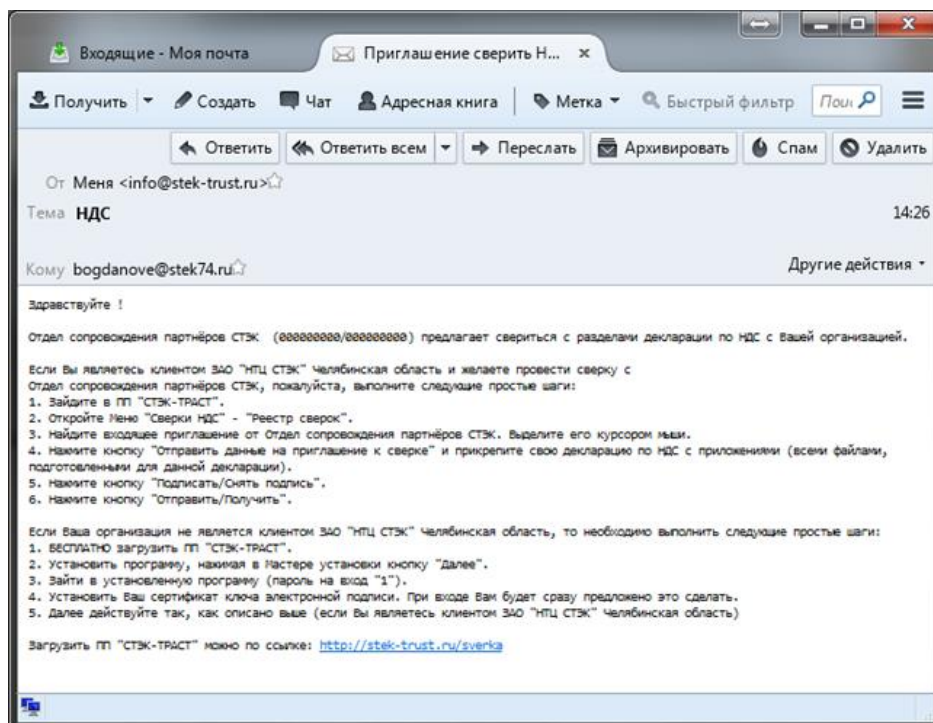 Входящие - Моя почта
Приглашение сверить Н...
Получить
Создать
Чат
Адресная книга
Метка
Быстрый фильтр
Поис
Ответить
Ответить всем
Переслать
Архивировать
Спам
Удалить
От Меня <info@stek-trust.ru>
Тема НДС
14:26
Кому bogdanove@stek74.ru
Другие действия
Здравствуйте !
Отдел сопровождения партнёров СТЭК (000000000/000000000) предлагает свериться с разделами декларации по НДС с Вашей организацией.
Если Вы являетесь клиентом ЗАО "НТЦ СТЭК" Челябинская область и желаете провести сверку с
Отдел сопровождения партнёров СТЭК, пожалуйста, выполните следующие простые шаги:
1. Зайдите в ПП "СТЭК-ТРАСТ".
2. Откройте Меню "Сверки НДС" - "Реестр сверок".
3. Найдите входящее приглашение от Отдел сопровождения партнёров СТЭК. Выделите его курсором мыши.
4. Нажмите кнопку "Отправить данные на приглашение к сверке" и прикрепите свою декларацию по НДС с приложениями (всеми файлами,
подготовленными для данной декларации).
5. Нажмите кнопку "Подписать/Снять подпись".
6. Нажмите кнопку "Отправить/Получить".
Если Ваша организация не является клиентом ЗАО "НТЦ СТЭК" Челябинская область, то необходимо выполнить следующие простые шаги:
1. БЕСПЛАТНО загрузить ПП "СТЭК-ТРАСТ".
2. Установить программу, нажимая в Мастере установки кнопку "Далее".
3. Зайти в установленную программу (пароль на вход "1").
4. Установить Ваш сертификат ключа электронной подписи. При входе Вам будет сразу предложено это сделать.
5. Далее действуйте так, как описано выше (если Вы являетесь клиентом ЗАО "НТЦ СТЭК" Челябинская область)
Загрузить ПП "СТЭК-ТРАСТ" можно по ссылке: http://stek-trust.ru/sverka